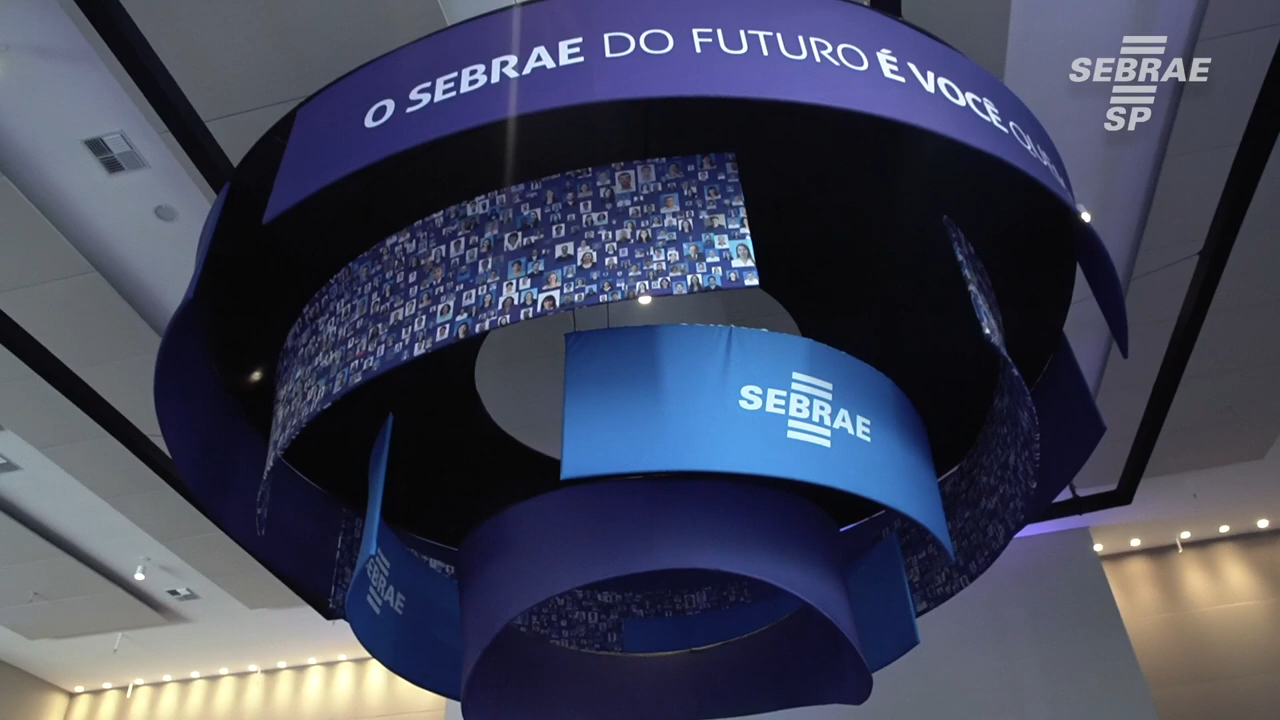 O SEBRAE DO FUTURO É VOCÊ
SEBRAE
SP
SEBRAE
SEBRAE